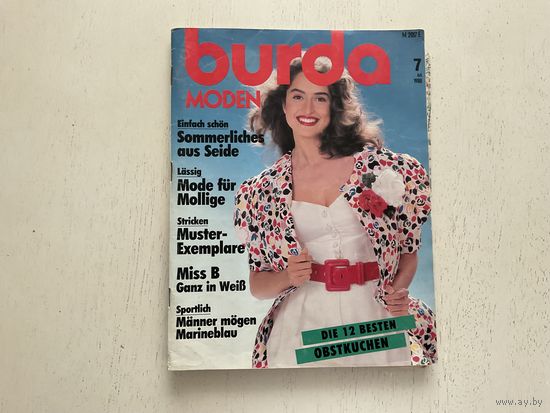 burda
MODEN
7
Einfach schön
Sommerliches
aus Seide
Lässig
Mode für
Mollige
Stricken
Muster-
Exemplare
Miss B
Ganz in Weiß
Sportlich
Männer mögen
Marineblau
DIE 12 BESTEN
OBSTKUCHEN
www.ay.by